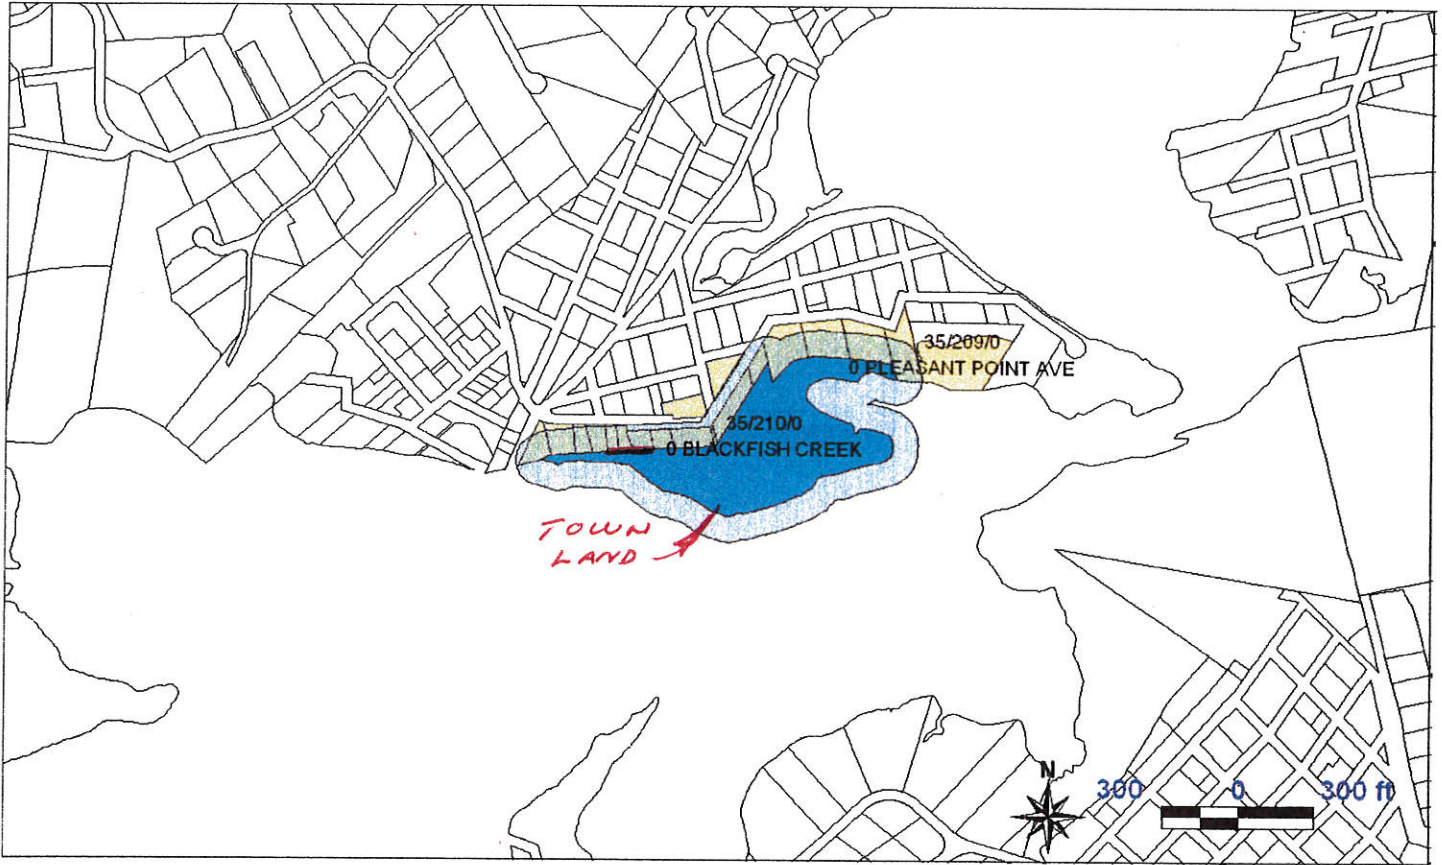 35/209/0
0 PLEASANT POINT AVE
35/210/0
0 BLACKFISH CREEK
TOWN
LAND
N
300 0 300 ft